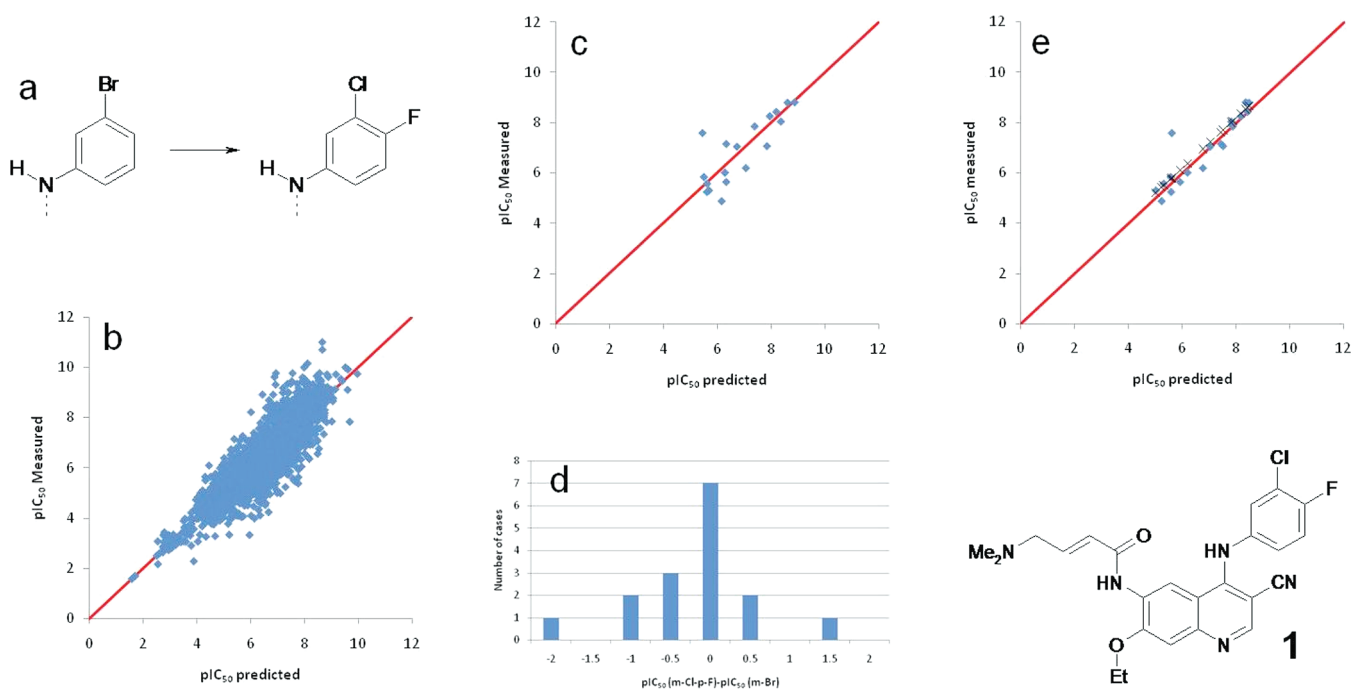 a
Br
H
N
Cl
F
H
N
b
12
10
8
6
4
2
0
0 2 4 6 8 10 12
pIC50 Measured
pIC50 predicted
c
12
10
8
6
4
2
0
0 2 4 6 8 10 12
pIC50 Measured
pIC50 predicted
d
8
7
6
5
4
3
2
1
0
-2 -1.5 -1 -0.5 0 0.5 1 1.5 2
Number of cases
pIC50 (m-Cl-p-F)-pIC50 (m-Br)
e
12
10
8
6
4
2
0
0 2 4 6 8 10 12
pIC50 measured
pIC50 predicted
Cl
F
O
HN
Me2N
HN
CN
O
N
Et
1